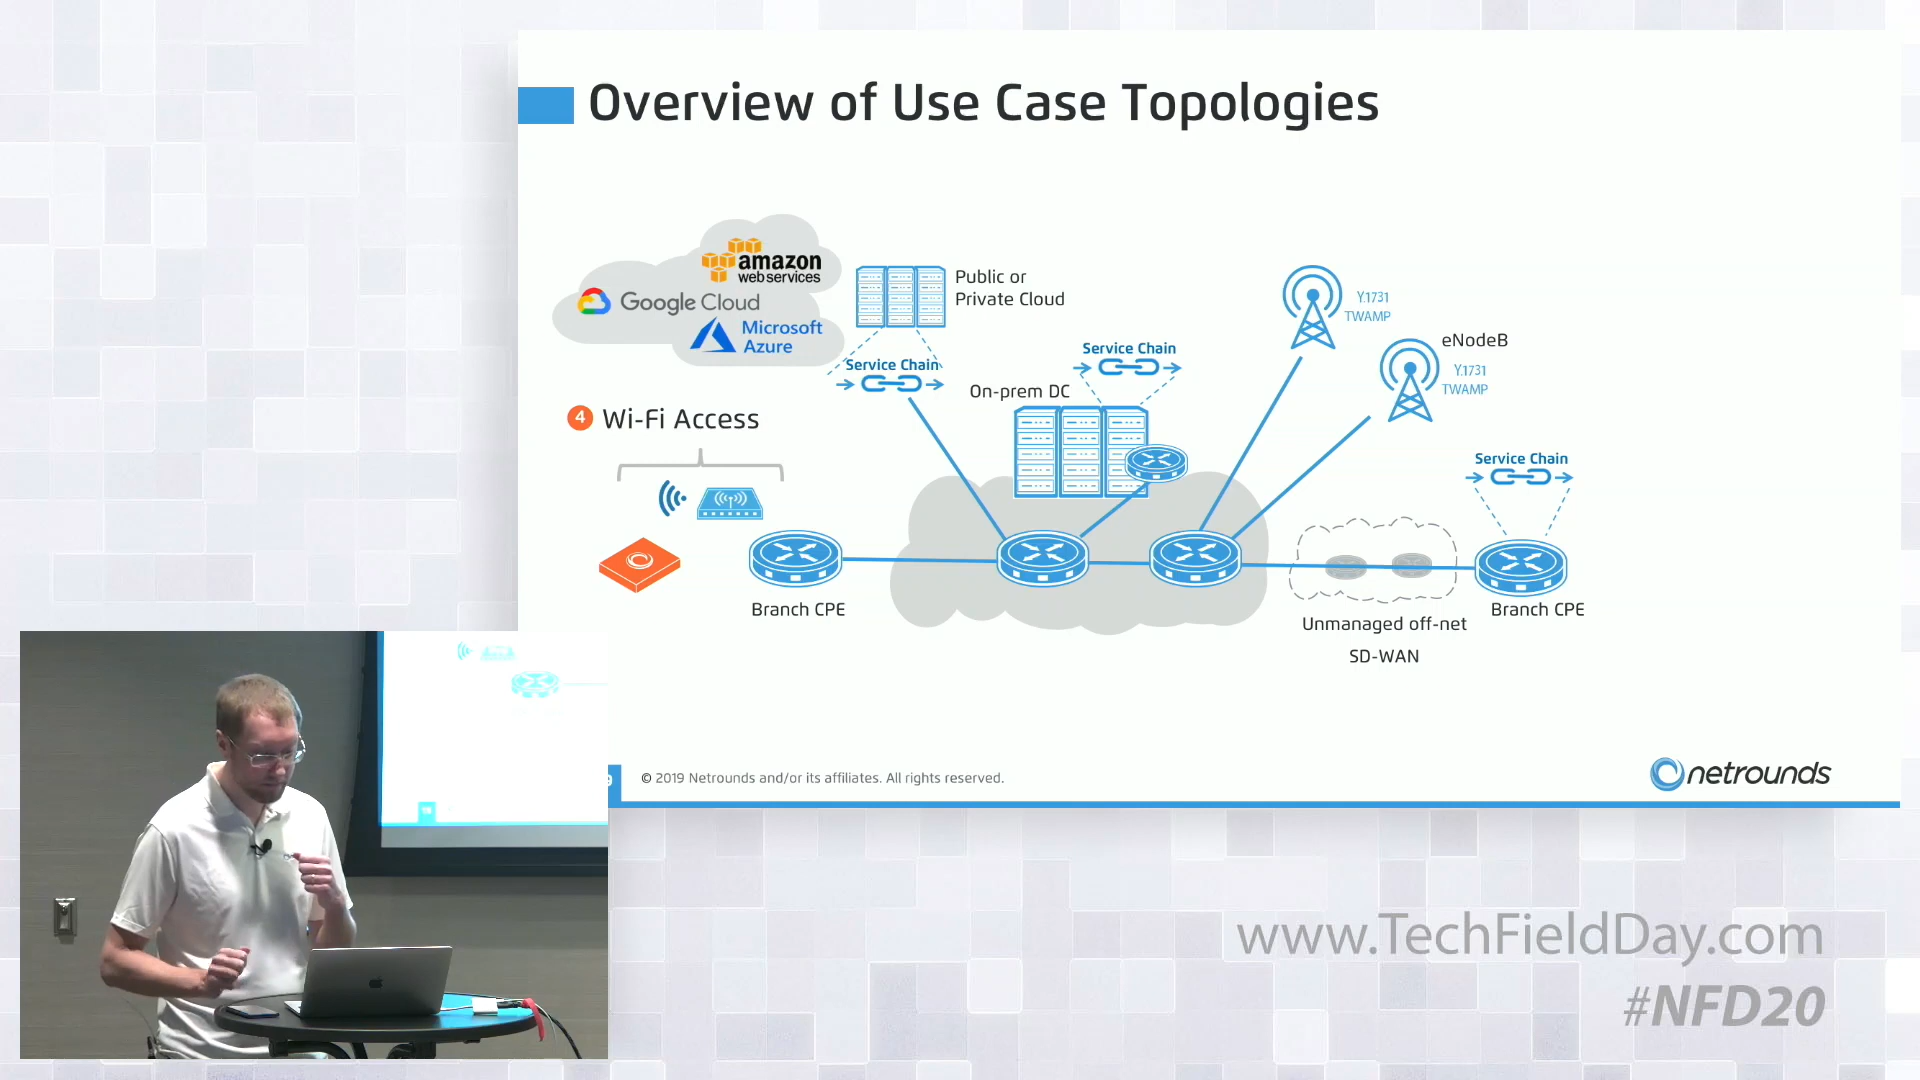 Overview of Use Case Topologies
amazon
web services
Google Cloud
Microsoft
Azure
Public or
Private Cloud
Service Chain
On-prem DC
Service Chain
Y.1731
TWAMP
eNodeB
Y.1731
TWAMP
4 Wi-Fi Access
Service Chain
Branch CPE
Unmanaged off-net
SD-WAN
Branch CPE
© 2019 Netrounds and/or its affiliates. All rights reserved.
netrounds
www.TechFieldDay.com
#NFD20